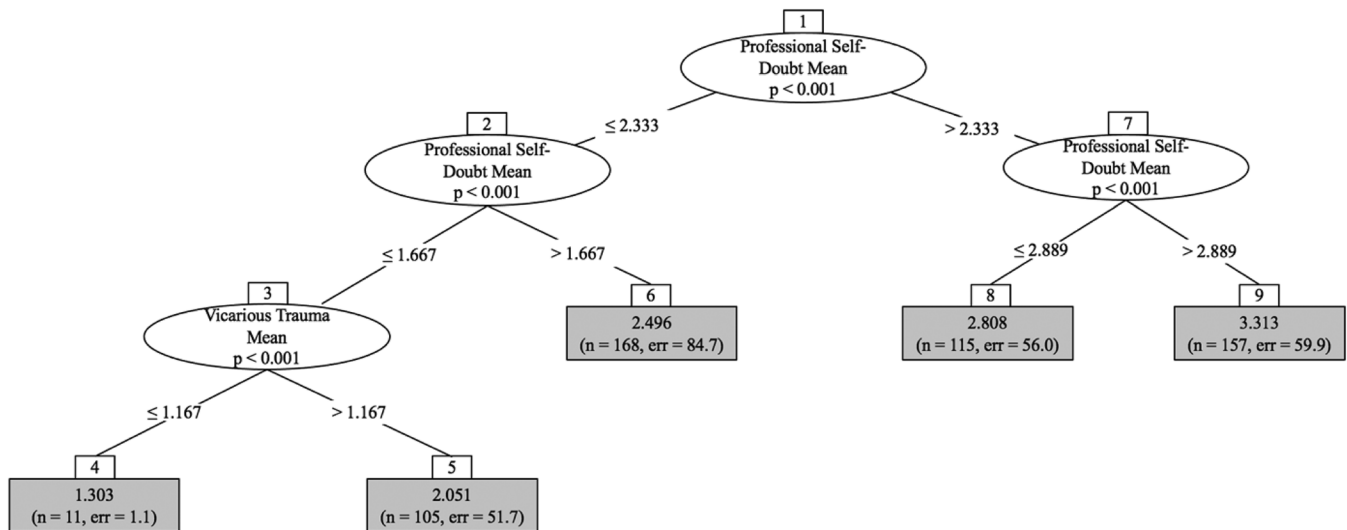 1
Professional Self-
Doubt Mean
p < 0.001
≤ 2.333
> 2.333
2
Professional Self-
Doubt Mean
p < 0.001
7
Professional Self-
Doubt Mean
p < 0.001
≤ 1.667
> 1.667
≤ 2.889
> 2.889
3
Vicarious Trauma
Mean
p < 0.001
6
2.496
(n = 168, err = 84.7)
8
2.808
(n = 115, err = 56.0)
9
3.313
(n = 157, err = 59.9)
≤ 1.167
> 1.167
4
1.303
(n = 11, err = 1.1)
5
2.051
(n = 105, err = 51.7)